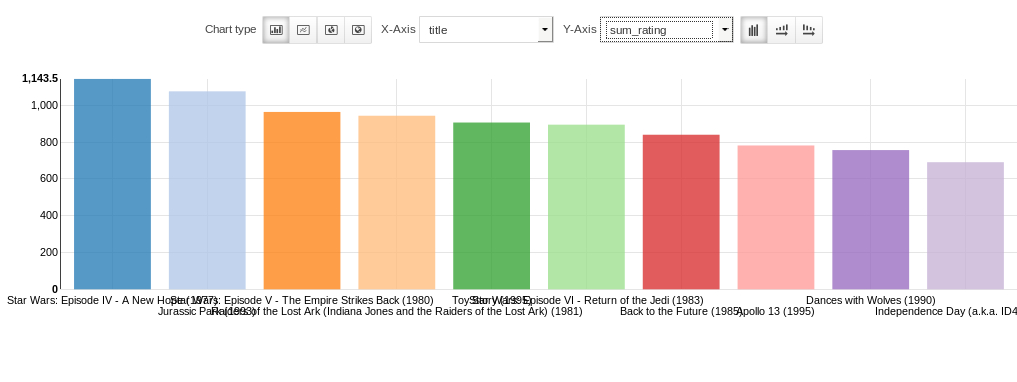 Chart type X-Axis title Y-Axis sum_rating
1,143.5
1,000
800
600
400
200
0
Star Wars: Episode IV - A New Hope (1977)
Jurassic Park (1993)
Star Wars: Episode V - The Empire Strikes Back (1980)
Raiders of the Lost Ark (Indiana Jones and the Raiders of the Lost Ark) (1981)
Toy Story (1995)
Back to the Future (1985)
Star Wars: Episode VI - Return of the Jedi (1983)
Apollo 13 (1995)
Dances with Wolves (1990)
Independence Day (a.k.a. ID4